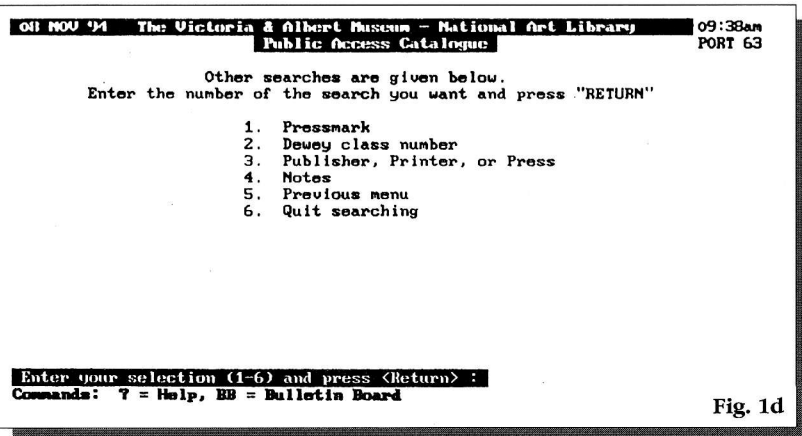 08 NOV '94 The Victoria & Albert Museum - National Art Library 09:38am
Public Access Catalogue PORT 63
Other searches are given below.
Enter the number of the search you want and press "RETURN"
1. Pressmark
2. Dewey class number
3. Publisher, Printer, or Press
4. Notes
5. Previous menu
6. Quit searching
Enter your selection (1-6) and press <Return> :
Commands: ? = Help, BB = Bulletin Board
Fig. 1d